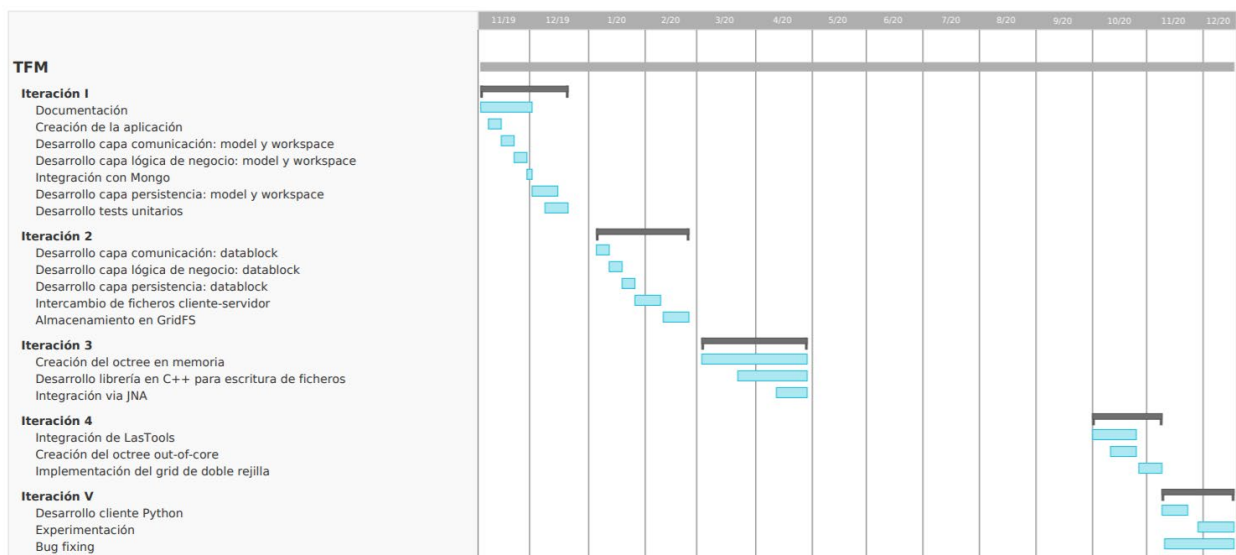 11/19 12/19 1/20 2/20 3/20 4/20 5/20 6/20 7/20 8/20 9/20 10/20 11/20 12/20
TFM
Iteración I
Documentación
Creación de la aplicación
Desarrollo capa comunicación: model y workspace
Desarrollo capa lógica de negocio: model y workspace
Integración con Mongo
Desarrollo capa persistencia: model y workspace
Desarrollo tests unitarios
Iteración 2
Desarrollo capa comunicación: datablock
Desarrollo capa lógica de negocio: datablock
Desarrollo capa persistencia: datablock
Intercambio de ficheros cliente-servidor
Almacenamiento en GridFS
Iteración 3
Creación del octree en memoria
Desarrollo librería en C++ para escritura de ficheros
Integración via JNA
Iteración 4
Integración de LasTools
Creación del octree out-of-core
Implementación del grid de doble rejilla
Iteración V
Desarrollo cliente Python
Experimentación
Bug fixing